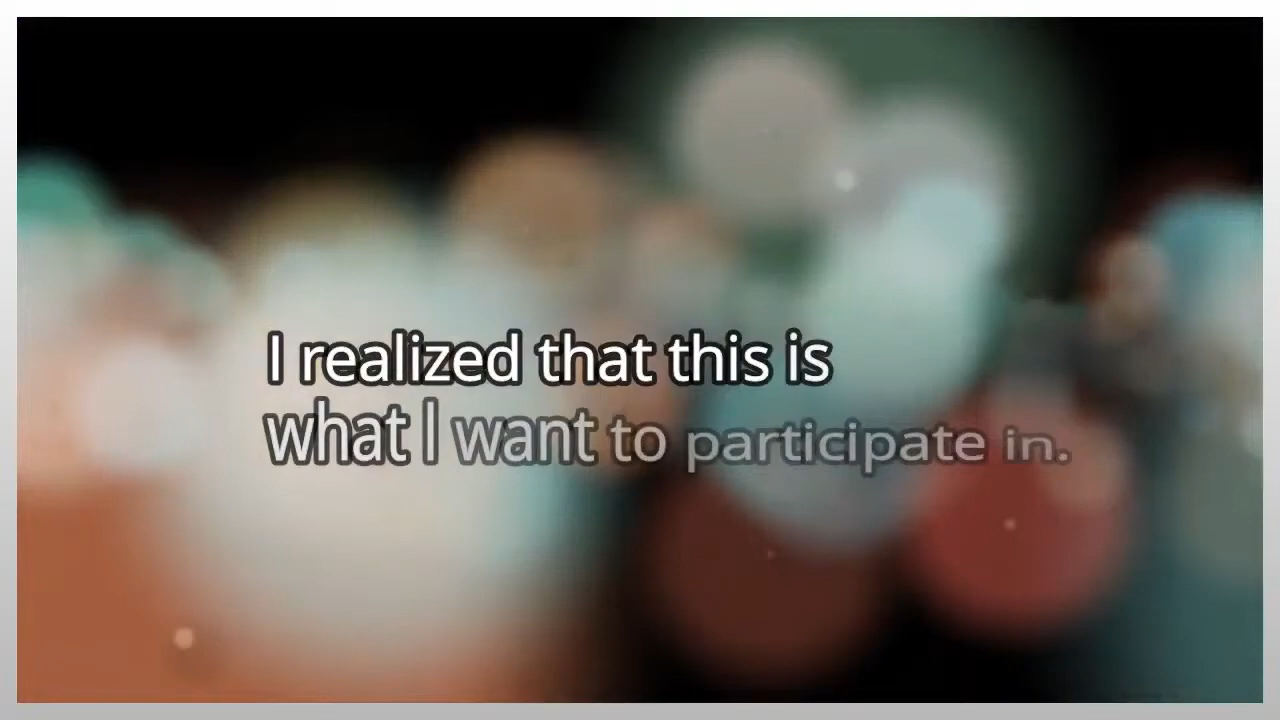 I realized that this is
what I want to participate in.